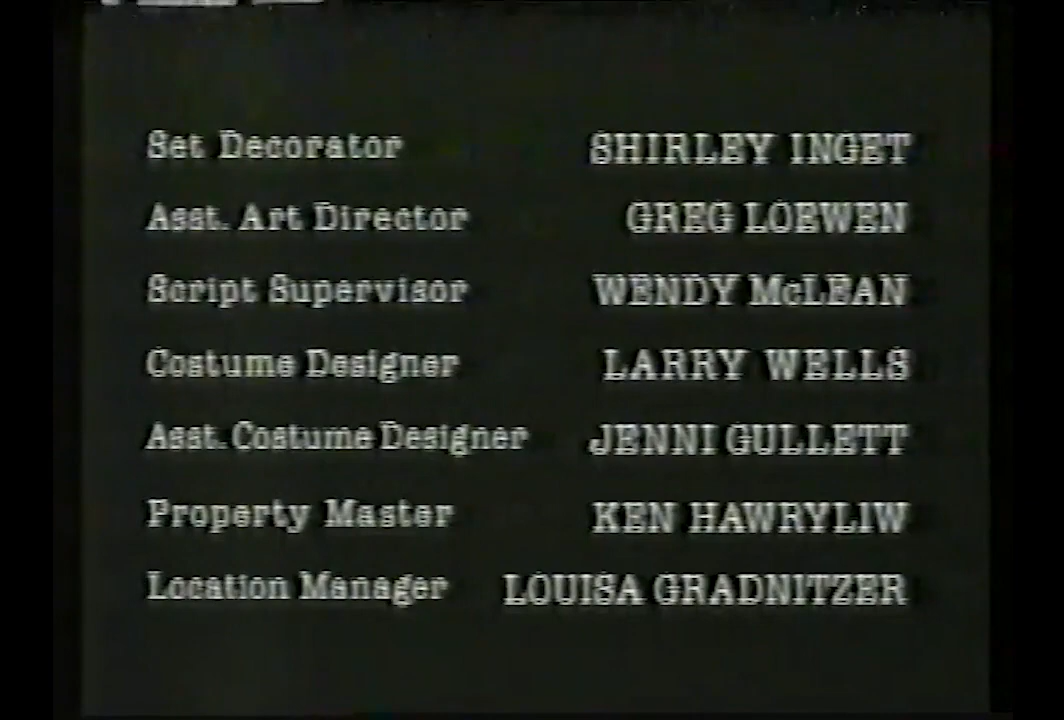 Set Decorator SHIRLEY INGET
Asst. Art Director GREG LOEWEN
Script Supervisor WENDY McLEAN
Costume Designer LARRY WELLS
Asst. Costume Designer JENNI GULLETT
Property Master KEN HAWRYLIW
Location Manager LOUISA GRADNITZER